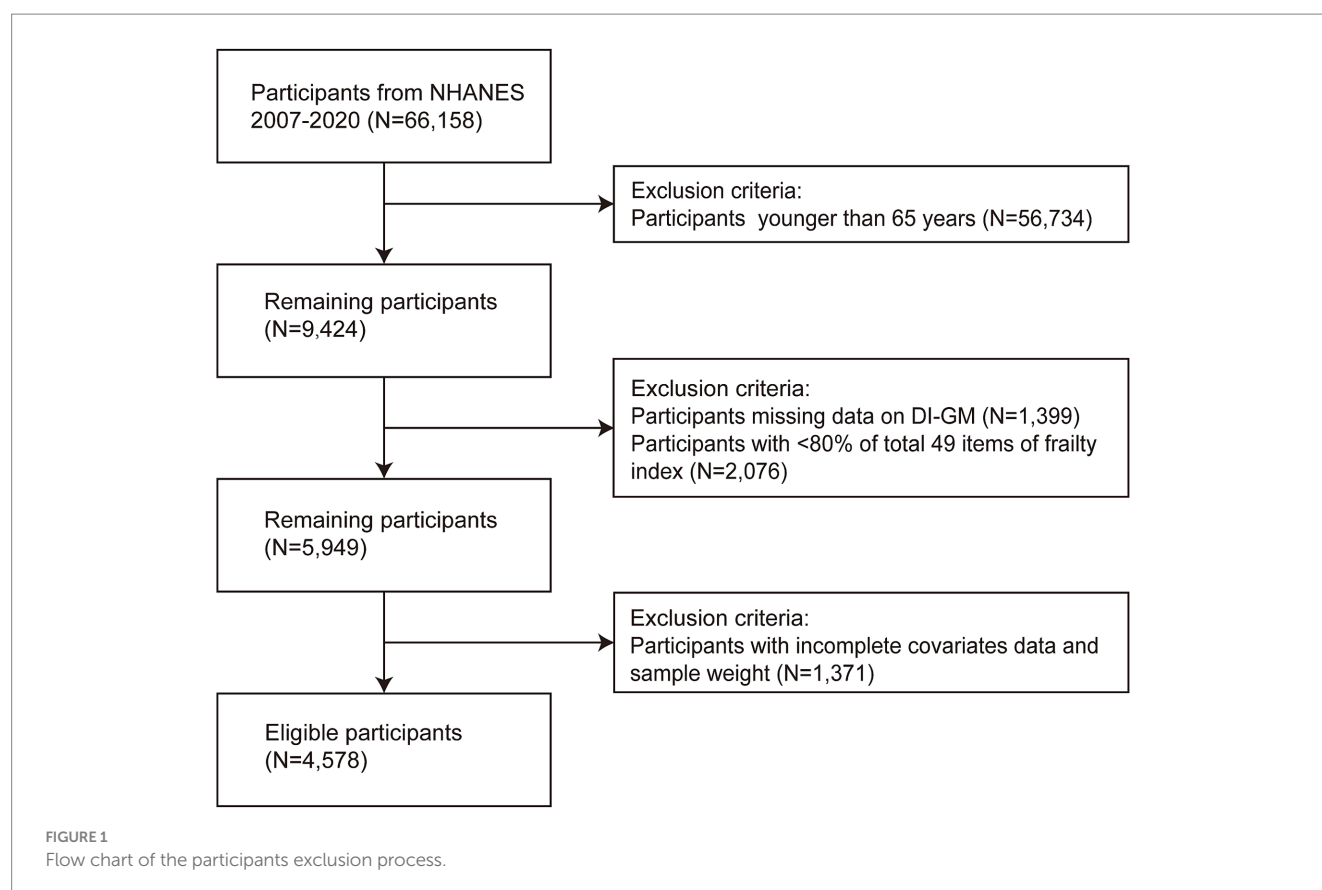 Participants from NHANES
2007-2020 (N=66,158)
Exclusion criteria:
Participants younger than 65 years (N=56,734)
Remaining participants
(N=9,424)
Exclusion criteria:
Participants missing data on DI-GM (N=1,399)
Participants with <80% of total 49 items of frailty
index (N=2,076)
Remaining participants
(N=5,949)
Exclusion criteria:
Participants with incomplete covariates data and
sample weight (N=1,371)
Eligible participants
(N=4,578)
FIGURE 1
Flow chart of the participants exclusion process.